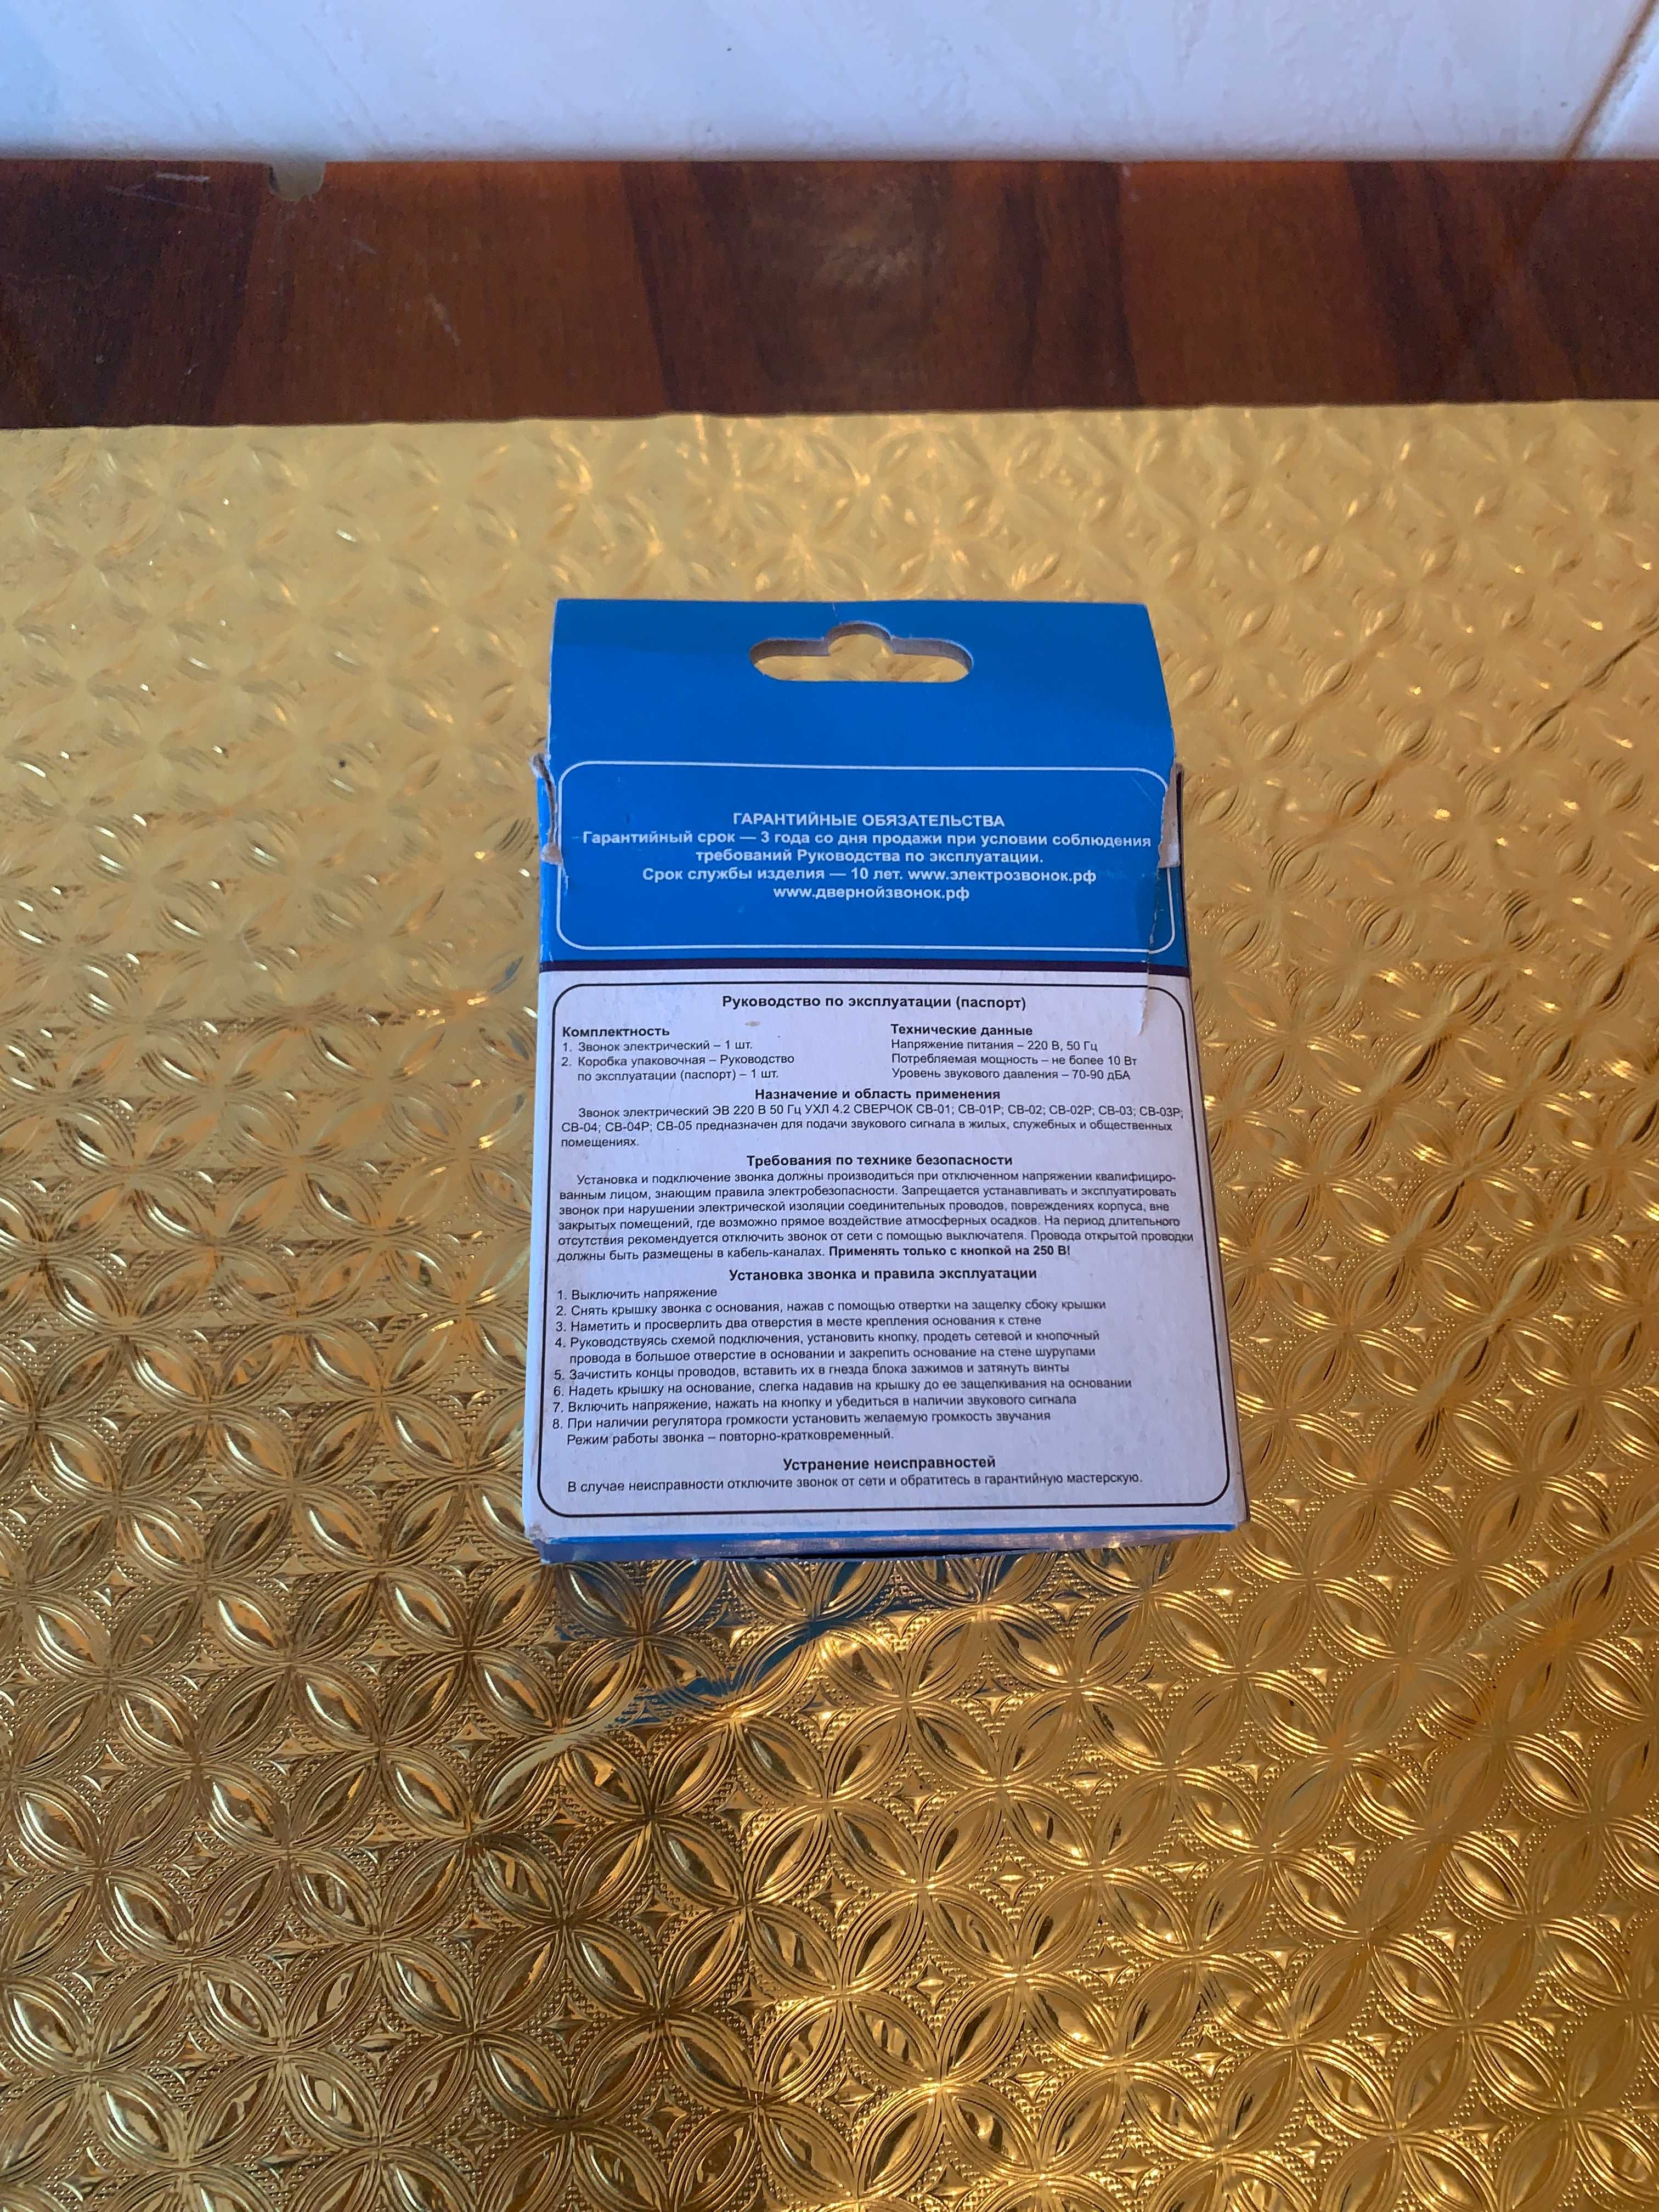 ГАРАНТИЙНЫЕ ОБЯЗАТЕЛЬСТВА
Гарантийный срок — 3 года со дня продажи при условии соблюдения
требований Руководства по эксплуатации.
Срок службы изделия — 10 лет. www.электрозвонок.рф
www.двернойзвонок.рф
Руководство по эксплуатации (паспорт)
Комплектность
1. Звонок электрический – 1 шт.
2. Коробка упаковочная – Руководство
по эксплуатации (паспорт) – 1 шт.
Технические данные
Напряжение питания – 220 В, 50 Гц
Потребляемая мощность – не более 10 Вт
Уровень звукового давления – 70-90 дБА
Назначение и область применения
Звонок электрический ЭВ 220 В 50 Гц УХЛ 4.2 СВЕРЧОК СВ-01; СВ-01Р; СВ-02; СВ-02Р; СВ-03; СВ-03Р;
СВ-04; СВ-04Р; СВ-05 предназначен для подачи звукового сигнала в жилых, служебных и общественных
помещениях.
Требования по технике безопасности
Установка и подключение звонка должны производиться при отключенном напряжении квалифициро-
ванным лицом, знающим правила электробезопасности. Запрещается устанавливать и эксплуатировать
звонок при нарушении электрической изоляции соединительных проводов, повреждениях корпуса, вне
закрытых помещений, где возможно прямое воздействие атмосферных осадков. На период длительного
отсутствия рекомендуется отключить звонок от сети с помощью выключателя. Провода открытой проводки
должны быть размещены в кабель-каналах. Применять только с кнопкой на 250 В!
Установка звонка и правила эксплуатации
1. Выключить напряжение
2. Снять крышку звонка с основания, нажав с помощью отвертки на защелку сбоку крышки
3. Наметить и просверлить два отверстия в месте крепления основания к стене
4. Руководствуясь схемой подключения, установить кнопку, продеть сетевой и кнопочный
провода в большое отверстие в основании и закрепить основание на стене шурупами
5. Зачистить концы проводов, вставить их в гнезда блока зажимов и затянуть винты
6. Надеть крышку на основание, слегка надавив на крышку до ее защелкивания на основании
7. Включить напряжение, нажать на кнопку и убедиться в наличии звукового сигнала
8. При наличии регулятора громкости установить желаемую громкость звучания
Режим работы звонка – повторно-кратковременный.
Устранение неисправностей
В случае неисправности отключите звонок от сети и обратитесь в гарантийную мастерскую.